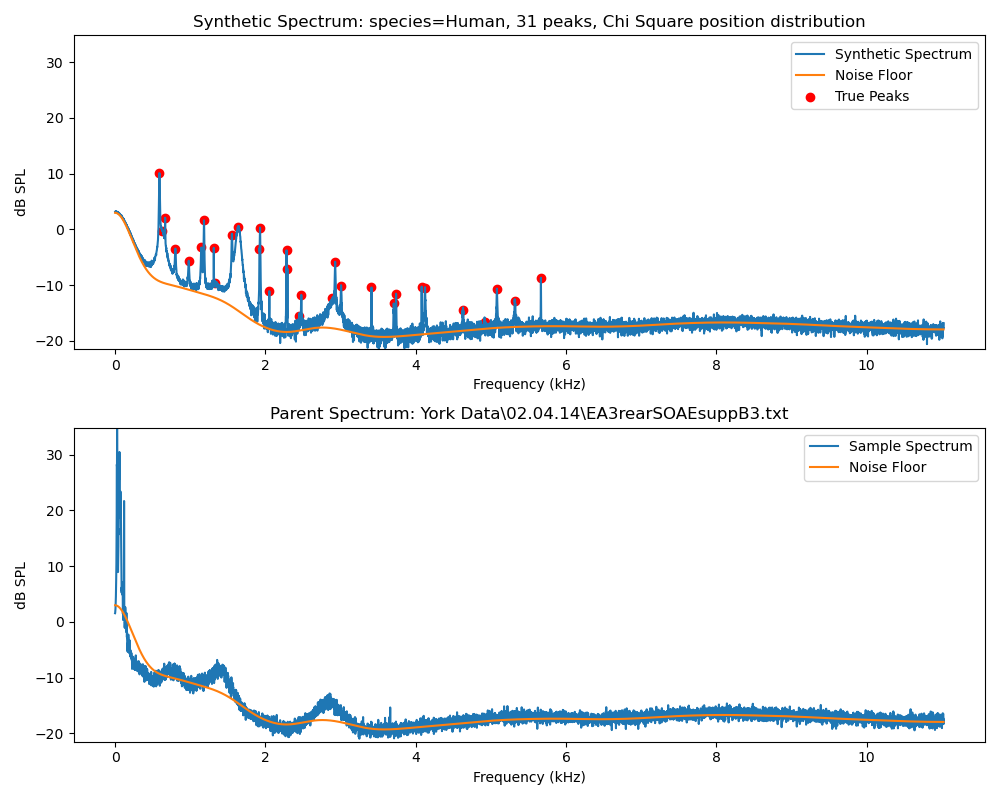 Synthetic Spectrum: species=Human, 31 peaks, Chi Square position distribution
30
20
10
0
−10
−20
dB SPL
Synthetic Spectrum
Noise Floor
True Peaks
0 2 4 6 8 10
Frequency (kHz)
Parent Spectrum: York Data\02.04.14\EA3rearSOAEsuppB3.txt
30
20
10
0
−10
−20
dB SPL
Sample Spectrum
Noise Floor
0 2 4 6 8 10
Frequency (kHz)